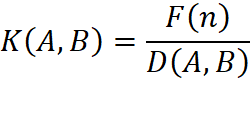 K(A, B) = F(n) / D(A, B)